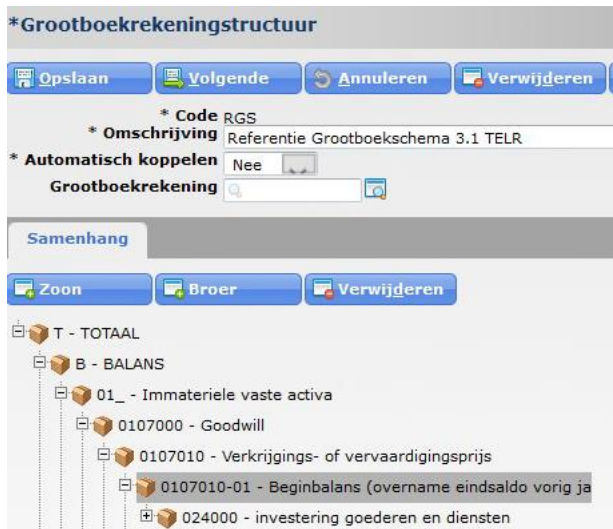 *Grootboekrekeningstructuur
Opslaan Volgende Annuleren Verwijderen
* Code RGS
* Omschrijving Referentie Grootboekschema 3.1 TELR
* Automatisch koppelen Nee
Grootboekrekening
Samenhang
Zoon Broer Verwijderen
T - TOTAAL
B - BALANS
01_ - Immateriele vaste activa
0107000 - Goodwill
0107010 - Verkrijgings- of vervaardigingsprijs
0107010-01 - Beginbalans (overname eindsaldo vorig ja
024000 - investering goederen en diensten